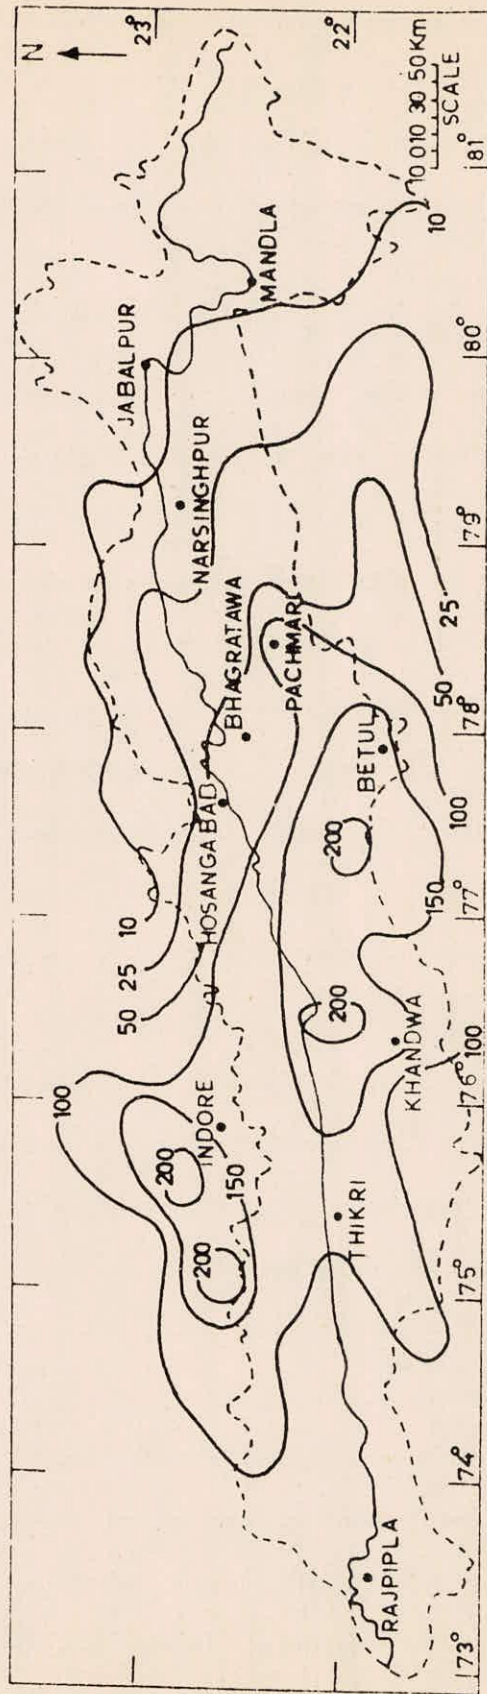 N
23°
22°
10 0 10 30 50 Km
SCALE
81°
80°
79°
78°
77°
76°
75°
74°
73°
JABALPUR
MANDLA
NARSINGHPUR
BHAGRATAWA
PACHMARI
HOSANGABAD
BETUL
INDORE
KHANDWA
THIKRI
RAJPIPLA
10
25
50
100
200
200
150
200
200
150
100
100
50
25
10